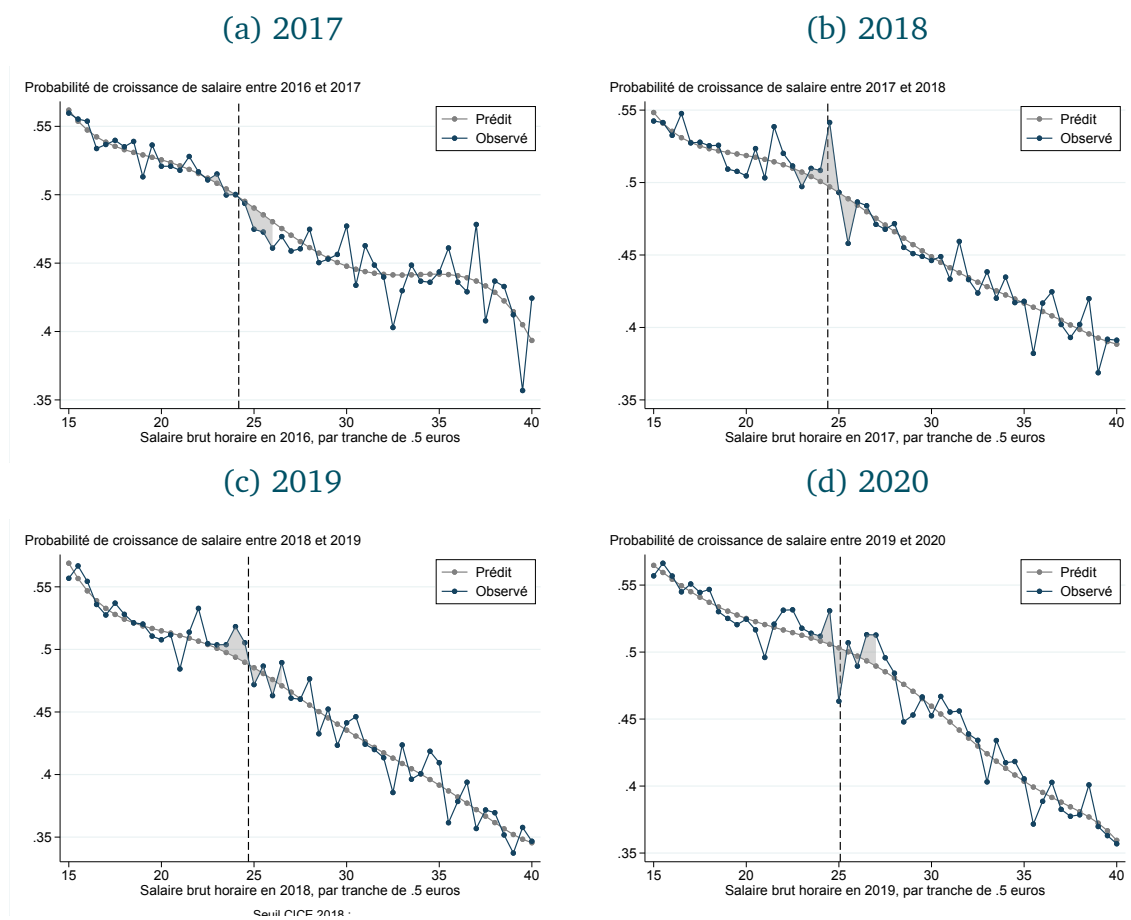 (a) 2017
Probabilité de croissance de salaire entre 2016 et 2017
Prédit
Observé
.55
.5
.45
.4
.35
15 20 25 30 35 40
Salaire brut horaire en 2016, par tranche de .5 euros
(b) 2018
Probabilité de croissance de salaire entre 2017 et 2018
Prédit
Observé
.55
.5
.45
.4
.35
15 20 25 30 35 40
Salaire brut horaire en 2017, par tranche de .5 euros
(c) 2019
Probabilité de croissance de salaire entre 2018 et 2019
Prédit
Observé
.55
.5
.45
.4
.35
15 20 25 30 35 40
Salaire brut horaire en 2018, par tranche de .5 euros
Seuil CICE 2018 :
(d) 2020
Probabilité de croissance de salaire entre 2019 et 2020
Prédit
Observé
.55
.5
.45
.4
.35
15 20 25 30 35 40
Salaire brut horaire en 2019, par tranche de .5 euros